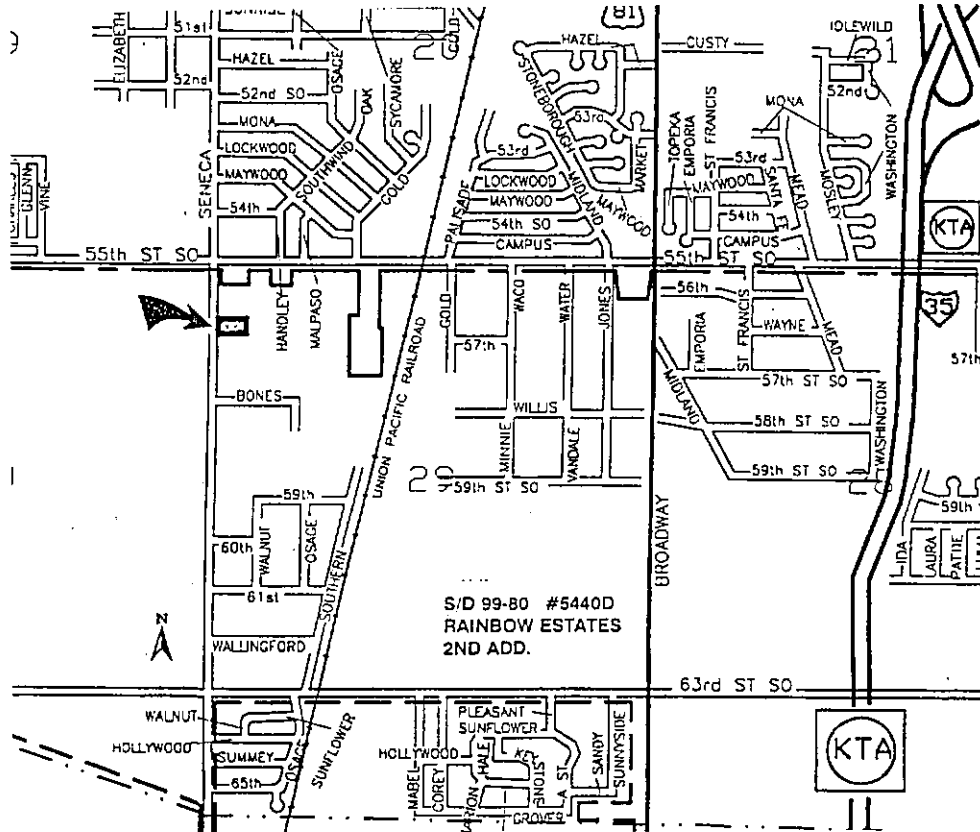 SUNRISE
51st
ELIZABETH
HAZEL
52nd
52nd SO
OSAGE
OAK
SYCAMORE
GOLD
81
HAZEL
CUSTY
IDLEWILD
1
52nd
MONA
MONA
LOCKWOOD
MAYWOOD
SOUTHWIND
GOLD
54th
SENECA
GLENN
VINE
STONEBOROUGH
53rd
53rd
LOCKWOOD
MAYWOOD
54th SO
CAMPUS
PALISADE
MIDLAND
MAYWOOD
MARKET
TOPEKA
EMPORIA
ST FRANCIS
53rd
MAYWOOD
54th
CAMPUS
SANTA FE
MEAD
MOSLEY
WASHINGTON
KTA
55th ST SO
55th ST SO
HANDLEY
MALPASO
GOLD
WACO
WATER
JONES
56th
EMPORIA
ST FRANCIS
WAYNE
MEAD
35
57th
57th
57th ST SO
BONES
WILLIS
MIDLAND
58th ST SO
WASHINGTON
MINNIE
VANDALE
59th ST SO
29
59th ST SO
UNION PACIFIC RAILROAD
59th
60th
WALNUT
OSAGE
61st
SOUTHERN
BROADWAY
59th
IDA
LAURA
PATTIE
N
WALLINGFORD
S/D 99-80 #5440D
RAINBOW ESTATES
2ND ADD.
63rd ST SO
WALNUT
HOLLYWOOD
SUMMEY
65th
OSAGE
SUNFLOWER
PLEASANT
SUNFLOWER
HOLLYWOOD
MABEL
COREY
HALE
KEYSTONE
A ST
SANDY
SUNNYSIDE
GROVER
KTA